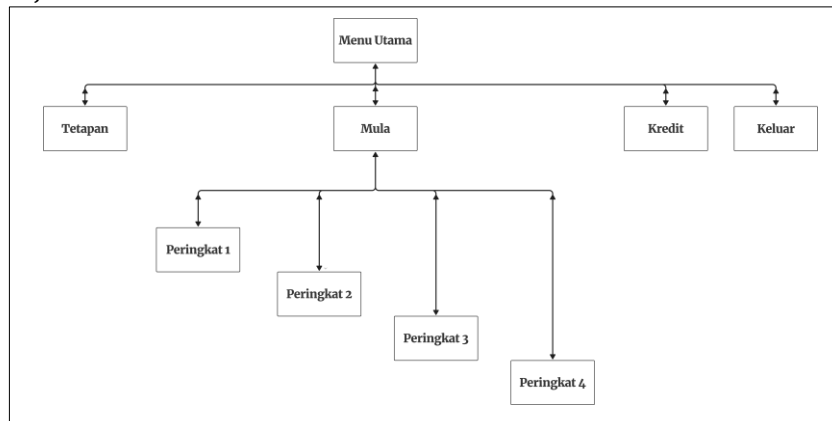 Menu Utama
Tetapan
Mula
Kredit
Keluar
Peringkat 1
Peringkat 2
Peringkat 3
Peringkat 4